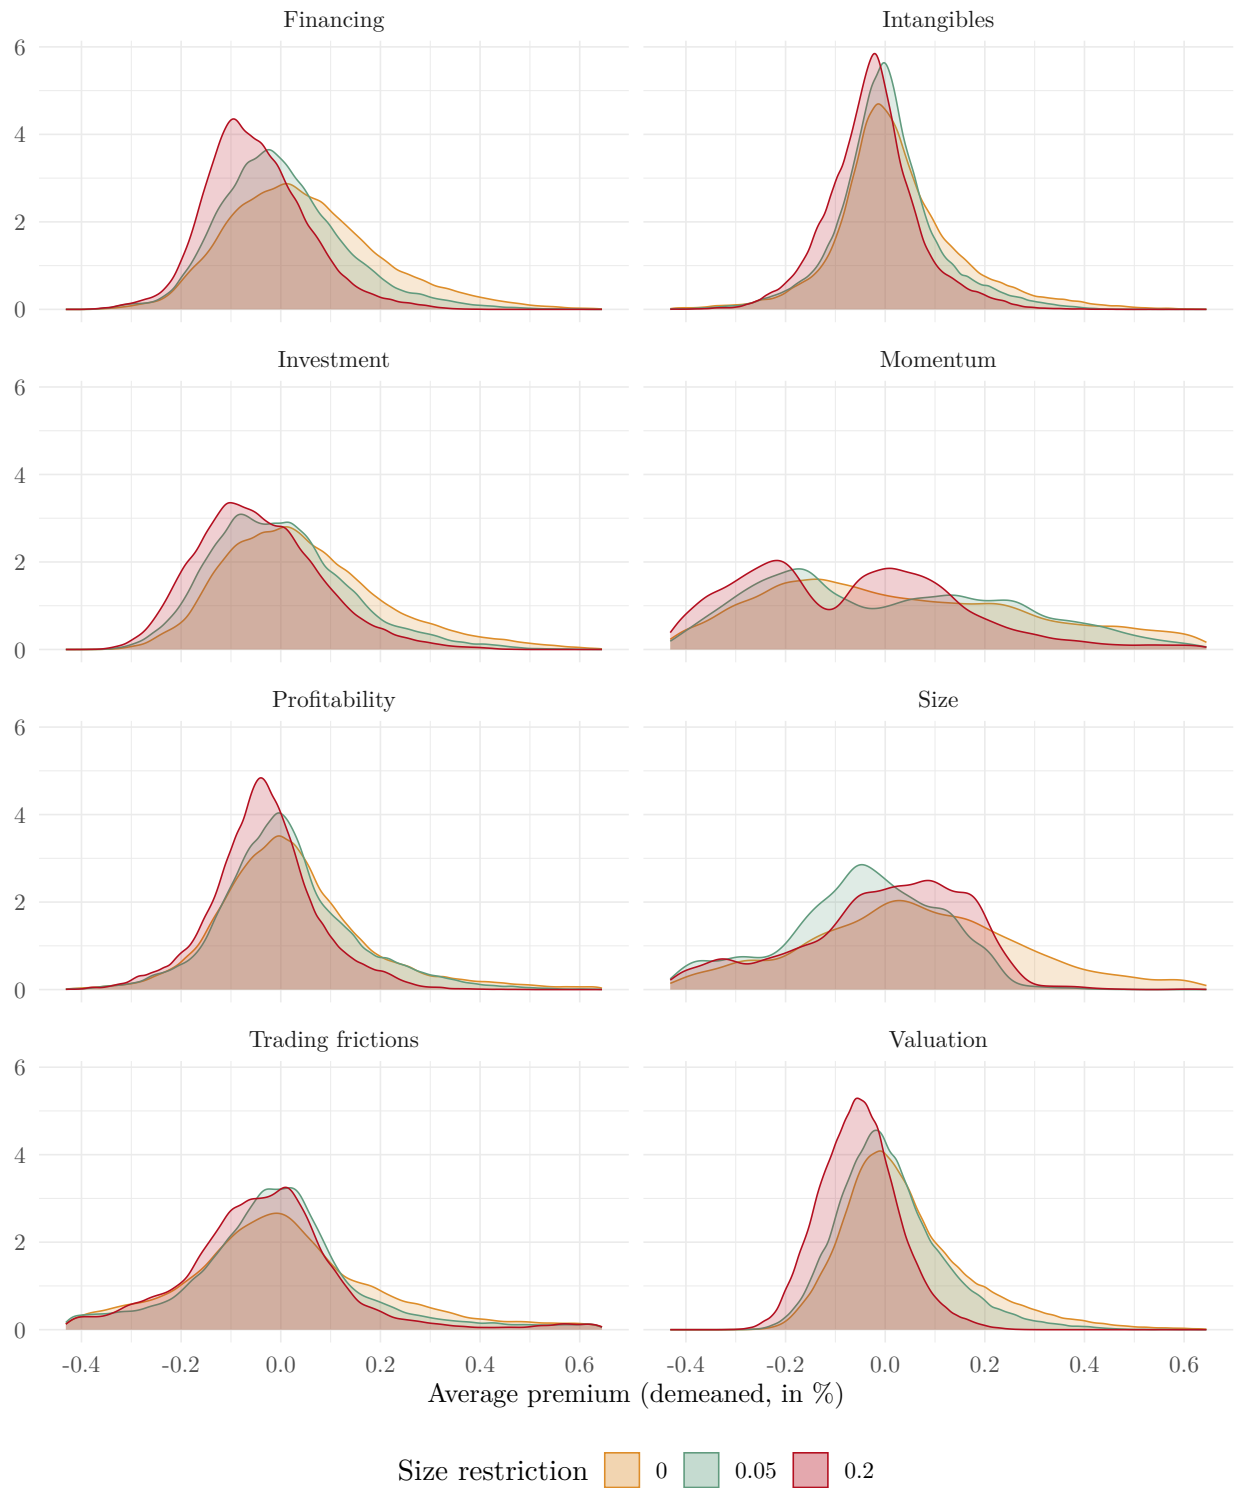 Financing Intangibles
6
4
2
0
Investment Momentum
6
4
2
0
Profitability Size
6
4
2
0
Trading frictions Valuation
6
4
2
0
-0.4 -0.2 0.0 0.2 0.4 0.6 -0.4 -0.2 0.0 0.2 0.4 0.6
Average premium (demeaned, in %)
Size restriction 0 0.05 0.2